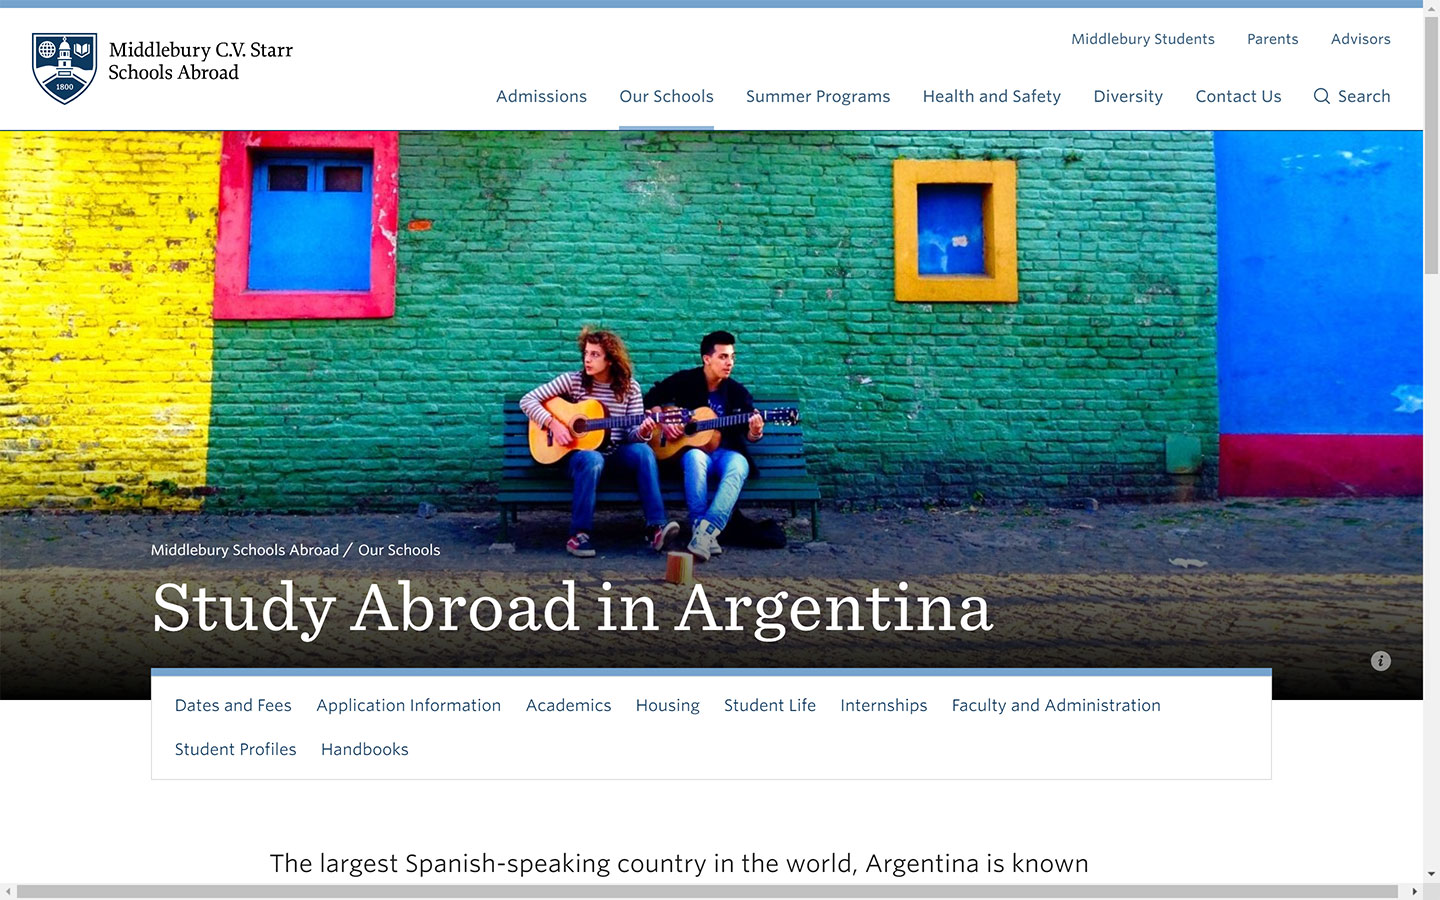 Middlebury C.V. Starr
Schools Abroad
1800
Middlebury Students Parents Advisors
Admissions Our Schools Summer Programs Health and Safety Diversity Contact Us Search
Middlebury Schools Abroad / Our Schools
Study Abroad in Argentina
i
Dates and Fees Application Information Academics Housing Student Life Internships Faculty and Administration
Student Profiles Handbooks
The largest Spanish-speaking country in the world, Argentina is known